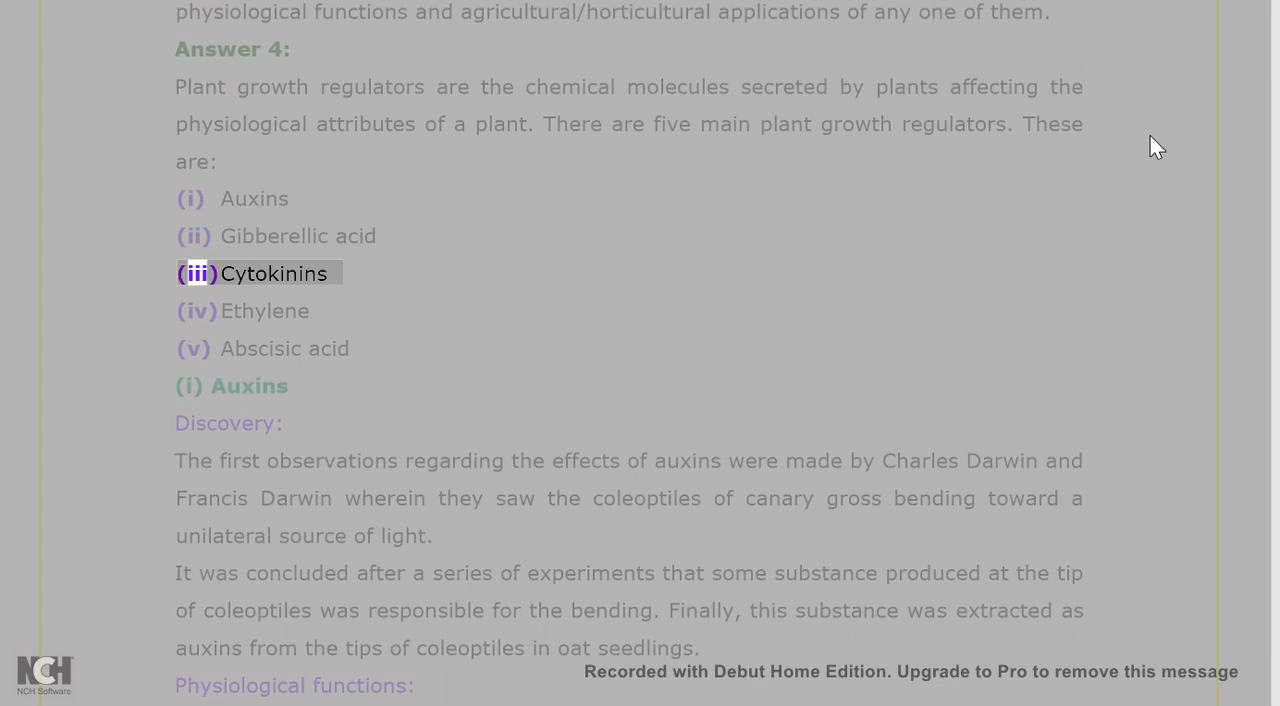 physiological functions and agricultural/horticultural applications of any one of them.
Answer 4:
Plant growth regulators are the chemical molecules secreted by plants affecting the
physiological attributes of a plant. There are five main plant growth regulators. These
are:
(i) Auxins
(ii) Gibberellic acid
(iii) Cytokinins
(iv) Ethylene
(v) Abscisic acid
(i) Auxins
Discovery:
The first observations regarding the effects of auxins were made by Charles Darwin and
Francis Darwin wherein they saw the coleoptiles of canary gross bending toward a
unilateral source of light.
It was concluded after a series of experiments that some substance produced at the tip
of coleoptiles was responsible for the bending. Finally, this substance was extracted as
auxins from the tips of coleoptiles in oat seedlings.
Physiological functions:
NCH
NCH Software
Recorded with Debut Home Edition. Upgrade to Pro to remove this message